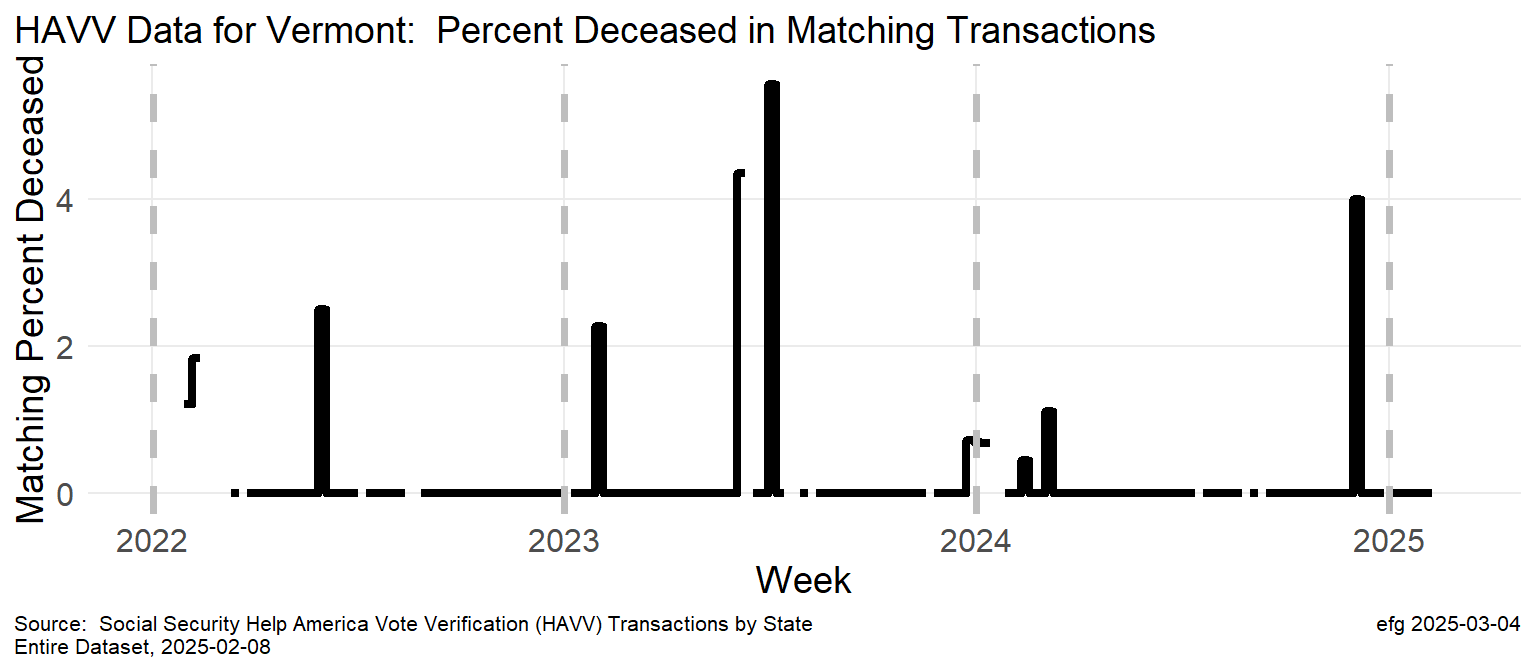 HAVV Data for Vermont:  Percent Deceased in Matching Transactions
Matching Percent Deceased
4
2
0
2022
2023
2024
2025
Week
Source:  Social Security Help America Vote Verification (HAVV) Transactions by State
Entire Dataset, 2025-02-08
efg 2025-03-04